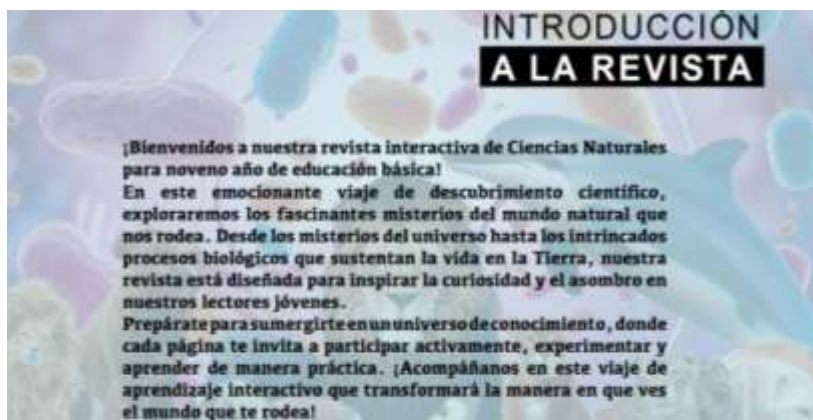 INTRODUCCIÓN
A LA REVISTA
¡Bienvenidos a nuestra revista interactiva de Ciencias Naturales
para noveno año de educación básica!
En este emocionante viaje de descubrimiento científico,
exploraremos los fascinantes misterios del mundo natural que
nos rodea. Desde los misterios del universo hasta los intrincados
procesos biológicos que sustentan la vida en la Tierra, nuestra
revista está diseñada para inspirar la curiosidad y el asombro en
nuestros lectores jóvenes.
Prepárate para sumergirte en un universo de conocimiento, donde
cada página te invita a participar activamente, experimentar y
aprender de manera práctica. ¡Acompáñanos en este viaje de
aprendizaje interactivo que transformará la manera en que ves
el mundo que te rodea!